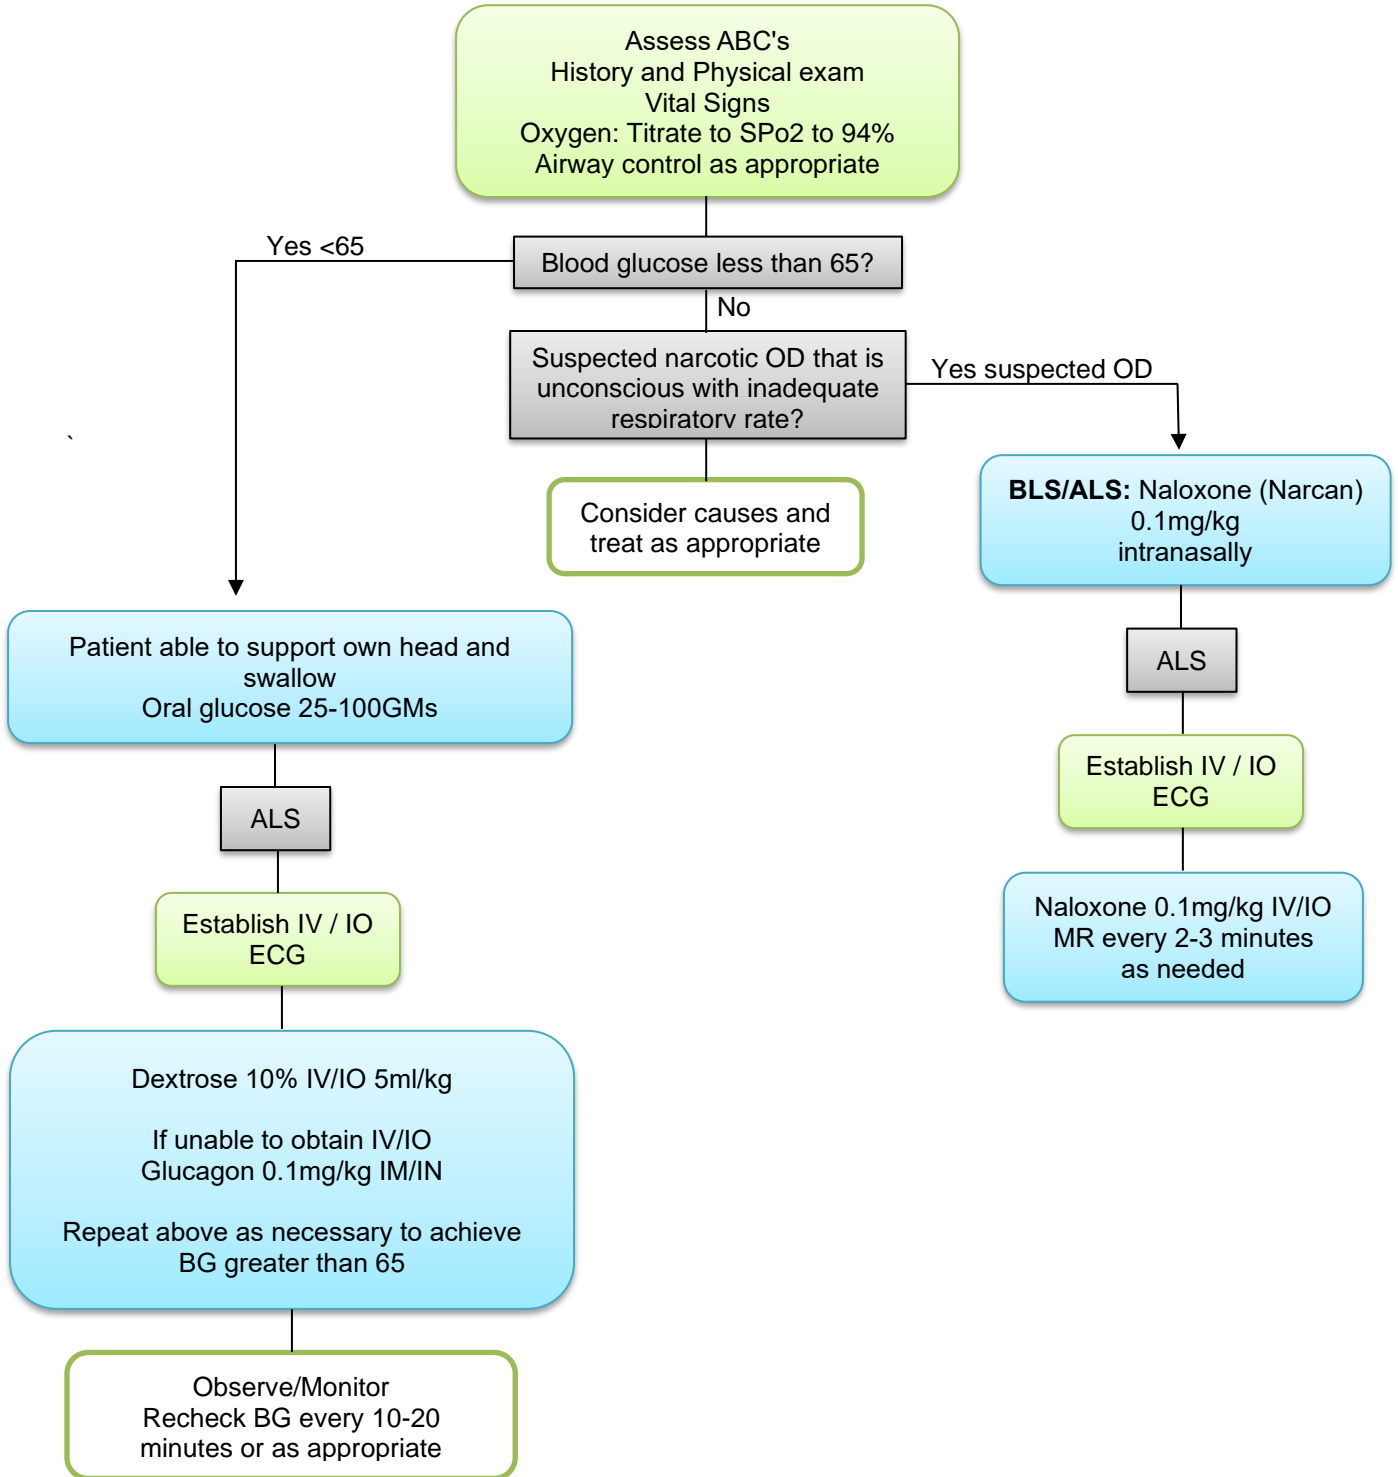 Assess ABC's
History and Physical exam
Vital Signs
Oxygen: Titrate to SPo2 to 94%
Airway control as appropriate
Yes <65
Blood glucose less than 65?
No
Suspected narcotic OD that is
unconscious with inadequate
respiratory rate?
Yes suspected OD
`
BLS/ALS: Naloxone (Narcan)
0.1mg/kg
intranasally
Consider causes and
treat as appropriate
Patient able to support own head and
swallow
Oral glucose 25-100GMs
ALS
Establish IV / IO
ECG
Naloxone 0.1mg/kg IV/IO
MR every 2-3 minutes
as needed
ALS
Establish IV / IO
ECG
Dextrose 10% IV/IO 5ml/kg
If unable to obtain IV/IO
Glucagon 0.1mg/kg IM/IN
Repeat above as necessary to achieve
BG greater than 65
Observe/Monitor
Recheck BG every 10-20
minutes or as appropriate